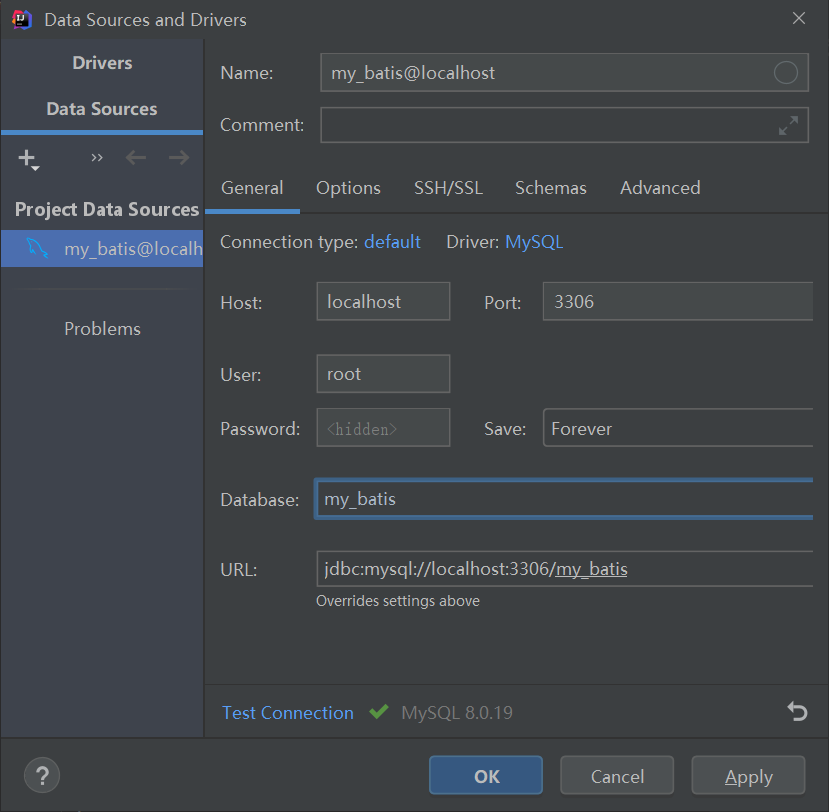 Data Sources and Drivers
Drivers
Data Sources
Project Data Sources
my_batis@localh
Problems
Name: my_batis@localhost
Comment:
General Options SSH/SSL Schemas Advanced
Connection type: default Driver: MySQL
Host: localhost Port: 3306
User: root
Password: <hidden> Save: Forever
Database: my_batis
URL: jdbc:mysql://localhost:3306/my_batis
Overrides settings above
Test Connection MySQL 8.0.19
? OK Cancel Apply